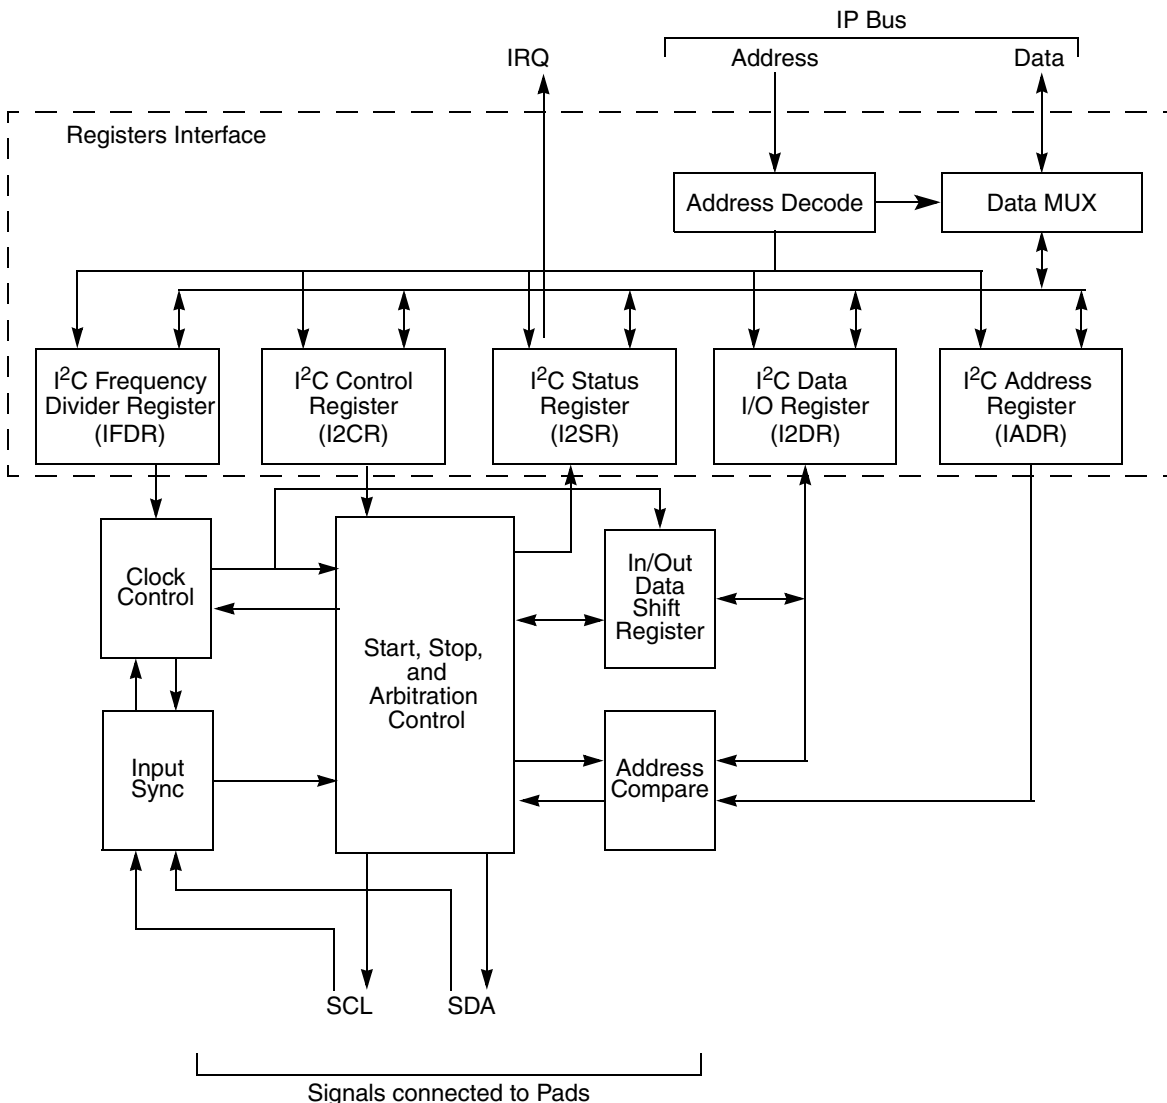 IP Bus
IRQ
Address
Data
Registers Interface
Address Decode
Data MUX
I²C Frequency
Divider Register
(IFDR)
I²C Control
Register
(I2CR)
I²C Status
Register
(I2SR)
I²C Data
I/O Register
(I2DR)
I²C Address
Register
(IADR)
Clock
Control
In/Out
Data
Shift
Register
Start, Stop,
and
Arbitration
Control
Input
Sync
Address
Compare
SCL
SDA
Signals connected to Pads